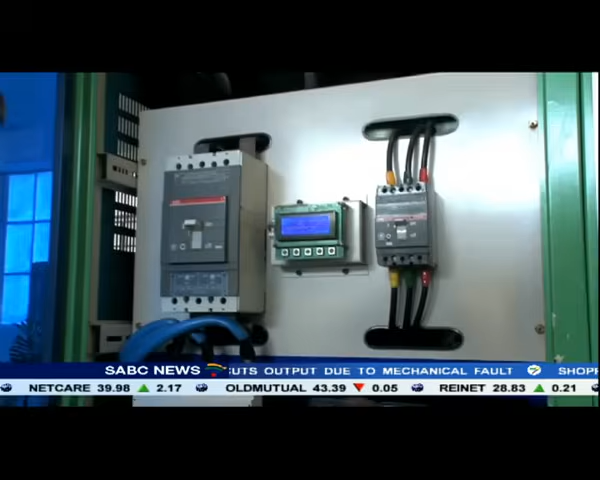 SABC NEWS CUTS OUTPUT DUE TO MECHANICAL FAULT SHOPR
NETCARE 39.98 2.17 OLDMUTUAL 43.39 0.05 REINET 28.83 0.21